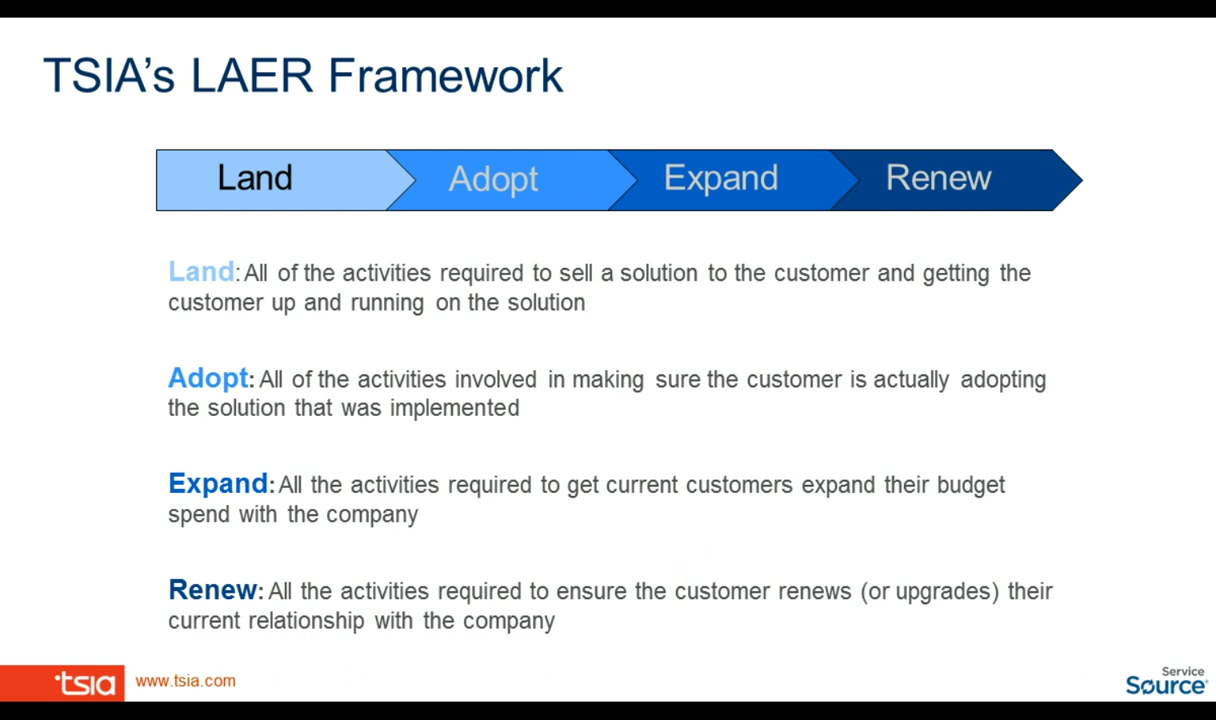 TSIA’s LAER Framework
Land
Adopt
Expand
Renew
Land: All of the activities required to sell a solution to the customer and getting the
customer up and running on the solution
Adopt: All of the activities involved in making sure the customer is actually adopting
the solution that was implemented
Expand: All the activities required to get current customers expand their budget
spend with the company
Renew: All the activities required to ensure the customer renews (or upgrades) their
current relationship with the company
tsia
www.tsia.com
Service
Source